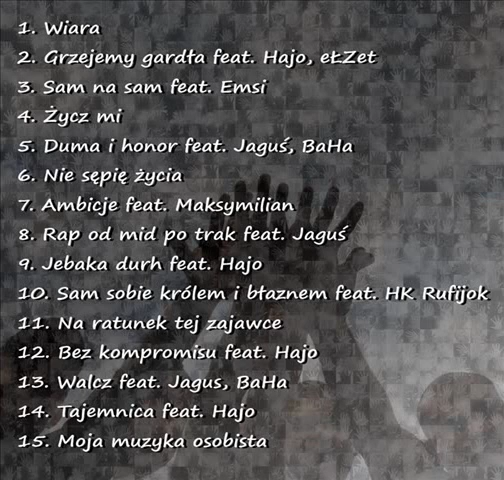 1. Wiara
2. Grzejemy gardła feat. Hajo, eŁZet
3. Sam na sam feat. Emsi
4. Życz mi
5. Duma i honor feat. Jaguś, BaHa
6. Nie sępię życia
7. Ambicje feat. Maksymilian
8. Rap od mid po trak feat. Jaguś
9. Jebaka durh feat. Hajo
10. Sam sobie królem i błaznem feat. HK Rufijok
11. Na ratunek tej zajawce
12. Bez kompromisu feat. Hajo
13. Walcz feat. Jagus, BaHa
14. Tajemnica feat. Hajo
15. Moja muzyka osobista